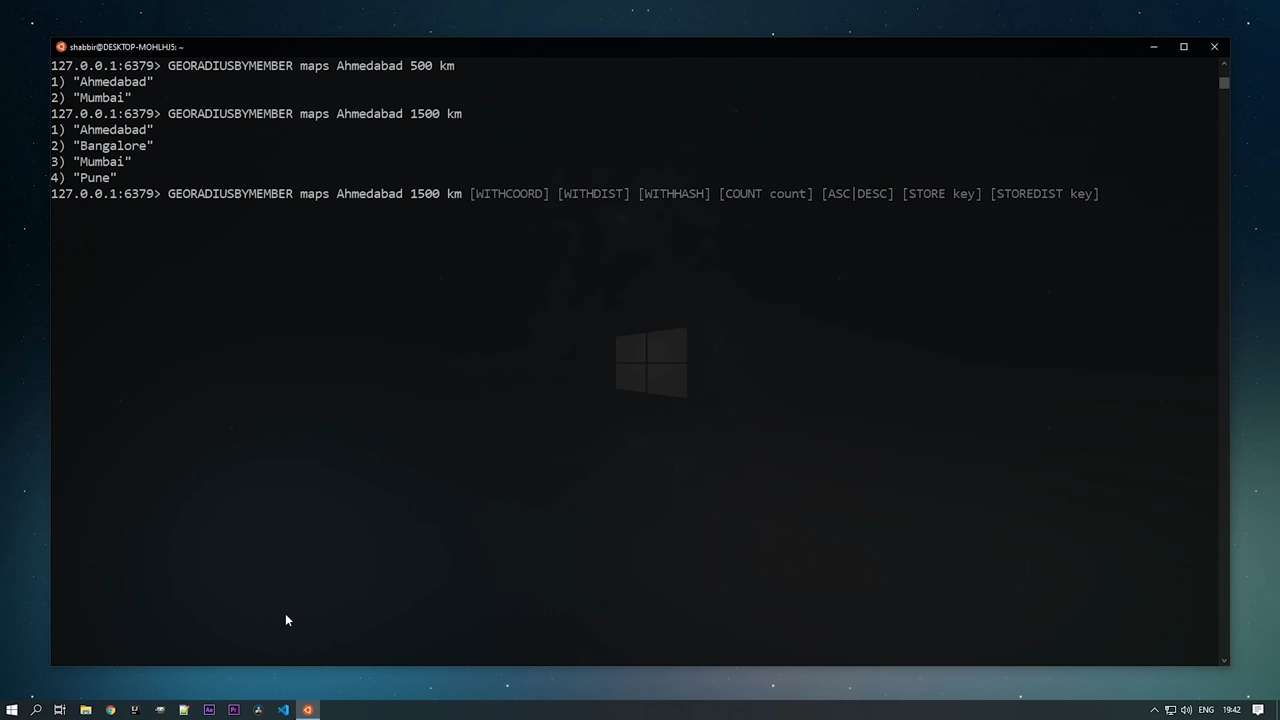 shabbir@DESKTOP-MOHLHJ5: ~
127.0.0.1:6379> GEORADIUSBYMEMBER maps Ahmedabad 500 km
1) "Ahmedabad"
2) "Mumbai"
127.0.0.1:6379> GEORADIUSBYMEMBER maps Ahmedabad 1500 km
1) "Ahmedabad"
2) "Bangalore"
3) "Mumbai"
4) "Pune"
127.0.0.1:6379> GEORADIUSBYMEMBER maps Ahmedabad 1500 km [WITHCOORD] [WITHDIST] [WITHHASH] [COUNT count] [ASC|DESC] [STORE key] [STOREDIST key]
Ae Pr ENG 19:42